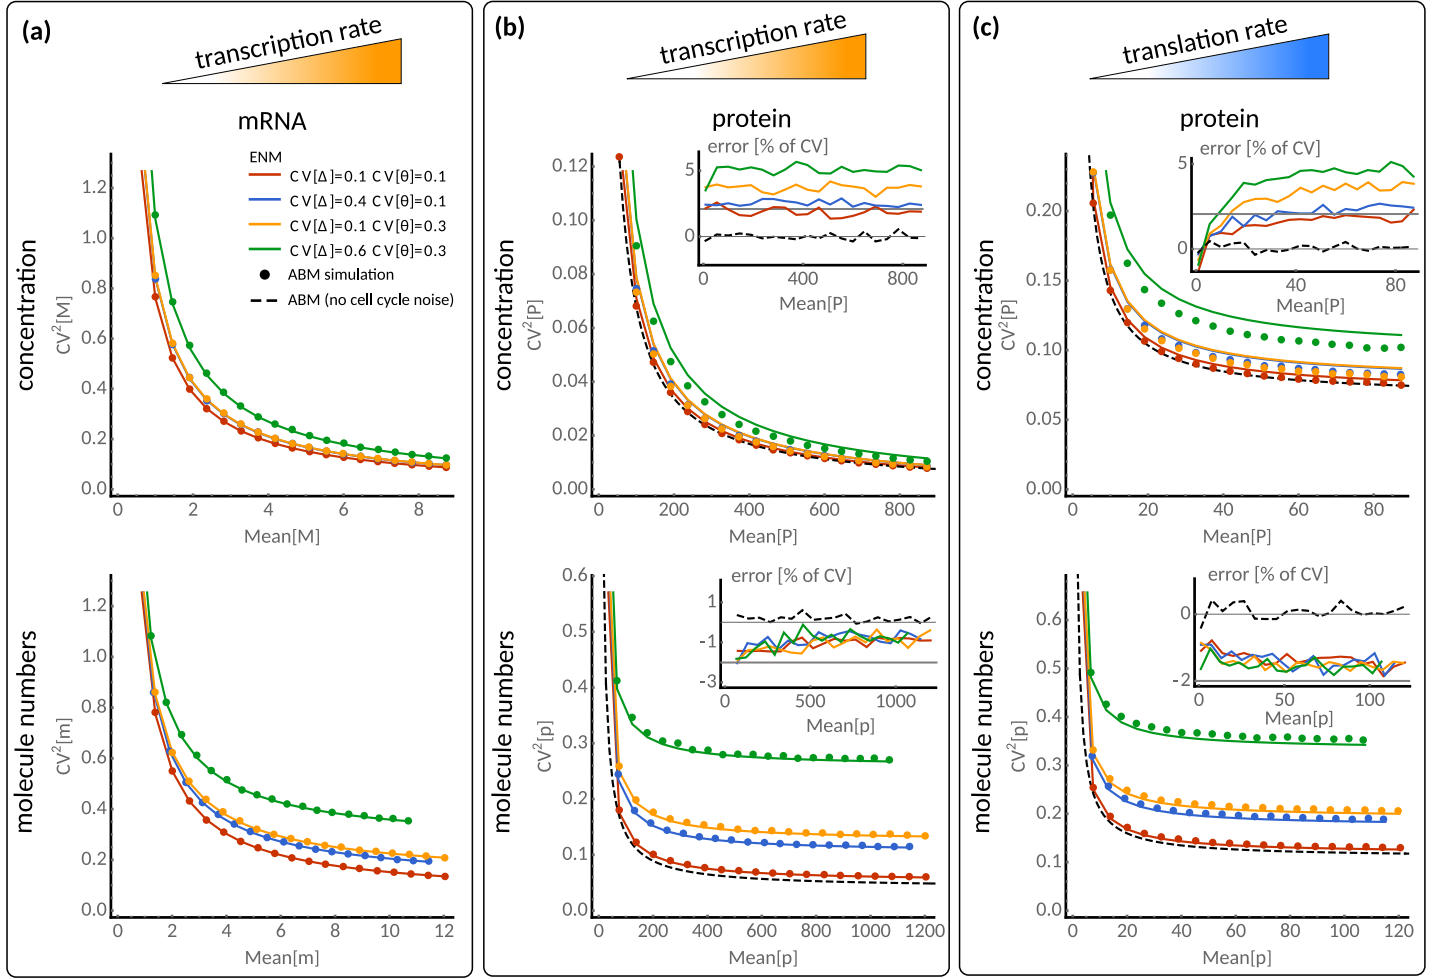 (a)
transcription rate
mRNA
concentration
CV²[M]
1.2
1.0
0.8
0.6
0.4
0.2
0.0
0
2
4
6
8
Mean[M]
ENM
CV[Δ]=0.1 CV[θ]=0.1
CV[Δ]=0.4 CV[θ]=0.1
CV[Δ]=0.1 CV[θ]=0.3
CV[Δ]=0.6 CV[θ]=0.3
ABM simulation
ABM (no cell cycle noise)
molecule numbers
CV²[m]
1.2
1.0
0.8
0.6
0.4
0.2
0.0
0
2
4
6
8
10
12
Mean[m]
(b)
transcription rate
protein
concentration
CV²[P]
0.12
0.10
0.08
0.06
0.04
0.02
0.00
0
200
400
600
800
Mean[P]
error [% of CV]
5
0
0
400
800
Mean[P]
molecule numbers
CV²[p]
0.6
0.5
0.4
0.3
0.2
0.1
0.0
0
200
400
600
800
1000
1200
Mean[p]
error [% of CV]
1
-1
-3
0
500
1000
Mean[p]
(c)
translation rate
protein
concentration
CV²[P]
0.20
0.15
0.10
0.05
0.00
0
20
40
60
80
Mean[P]
error [% of CV]
5
0
0
40
80
Mean[P]
molecule numbers
CV²[p]
0.6
0.5
0.4
0.3
0.2
0.1
0.0
0
20
40
60
80
100
120
Mean[p]
error [% of CV]
0
-2
0
50
100
Mean[p]